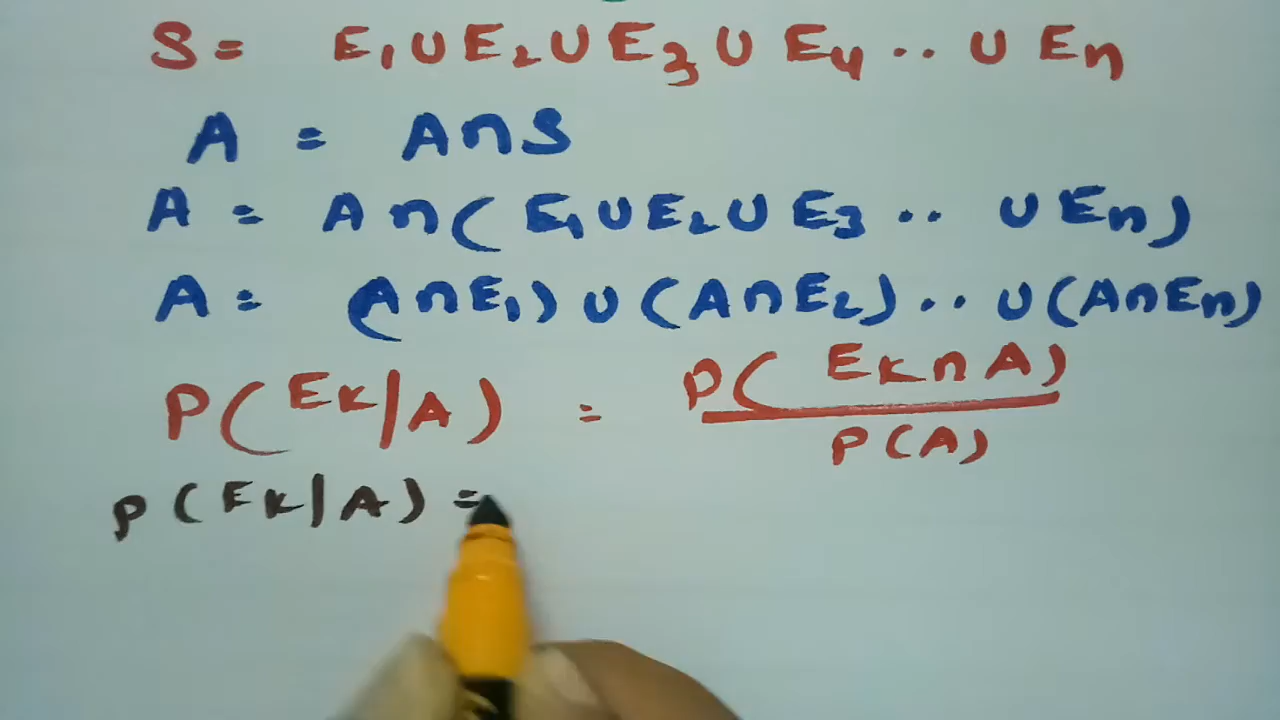 S = E₁ ∪ E₂ ∪ E₃ ∪ E₄ .. ∪ Eₙ
A = A∩S
A = A∩(E₁∪E₂∪E₃ .. ∪Eₙ)
A = (A∩E₁)∪(A∩E₂).. ∪(A∩Eₙ)
P(Eₖ|A) = P(Eₖ∩A)
P(A)
P(Eₖ|A) =